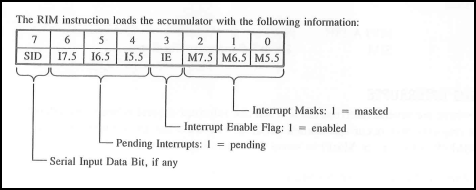 The RIM instruction loads the accumulator with the following information:
7 6 5 4 3 2 1 0
SID I7.5 I6.5 I5.5 IE M7.5 M6.5 M5.5
Interrupt Masks: 1 = masked
Interrupt Enable Flag: 1 = enabled
Pending Interrupts: 1 = pending
Serial Input Data Bit, if any